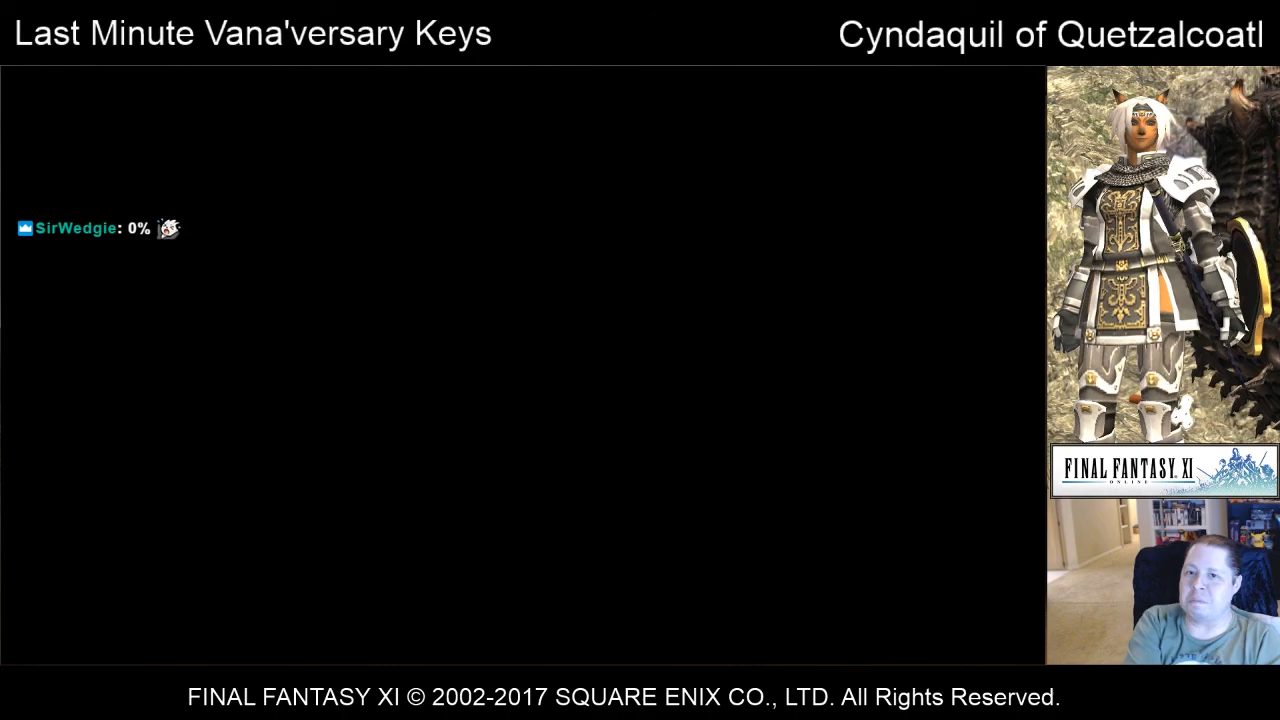 Last Minute Vana'versary Keys
Cyndaquil of Quetzalcoatl
SirWedgie: 0%
FINAL FANTASY XI
ONLINE
FINAL FANTASY XI © 2002-2017 SQUARE ENIX CO., LTD. All Rights Reserved.